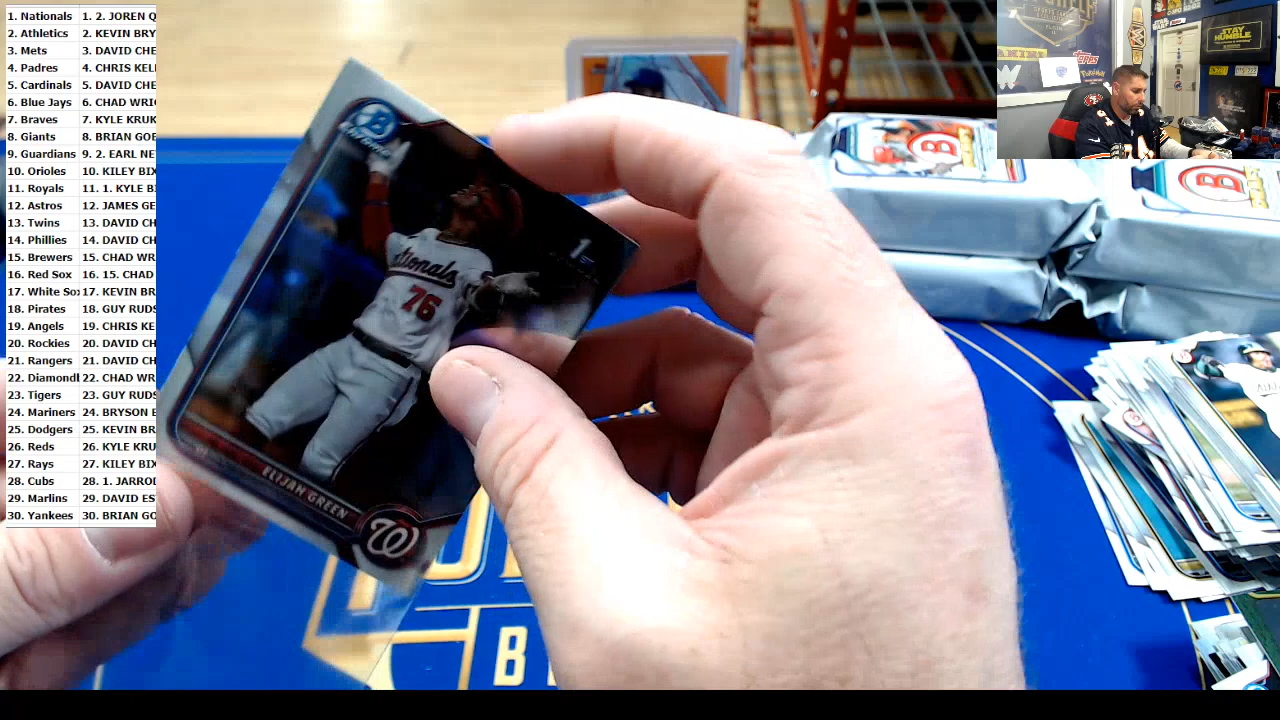 1. Nationals 1. 2. JOREN Q
2. Athletics 2. KEVIN BRY
3. Mets 3. DAVID CHE
4. Padres 4. CHRIS KELL
5. Cardinals 5. DAVID CHE
6. Blue Jays 6. CHAD WRIG
7. Braves 7. KYLE KRUK
8. Giants 8. BRIAN GOE
9. Guardians 9. 2. EARL NE
10. Orioles 10. KILEY BIX
11. Royals 11. 1. KYLE BI
12. Astros 12. JAMES GE
13. Twins 13. DAVID CH
14. Phillies 14. DAVID CH
15. Brewers 15. CHAD WR
16. Red Sox 16. 15. CHAD
17. White Sox 17. KEVIN BR
18. Pirates 18. GUY RUDS
19. Angels 19. CHRIS KE
20. Rockies 20. DAVID CH
21. Rangers 21. DAVID CH
22. Diamond 22. CHAD WR
23. Tigers 23. GUY RUDS
24. Mariners 24. BRYSON E
25. Dodgers 25. KEVIN BR
26. Reds 26. KYLE KRU
27. Rays 27. KILEY BIX
28. Cubs 28. 1. JARROD
29. Marlins 29. DAVID ES
30. Yankees 30. BRIAN GO
B
1st
Nationals
76
ELIJAH GREEN
W
B
B
B
STAY
HUMBLE
PANINI
Topps
POKéMON